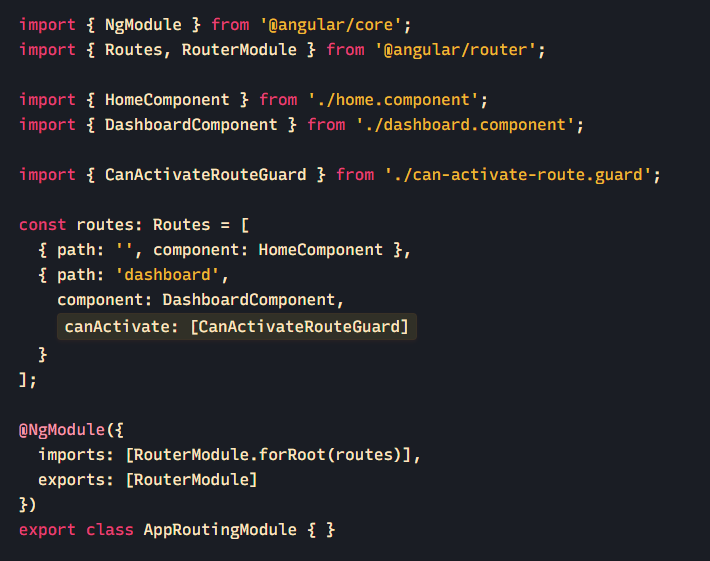 import { NgModule } from '@angular/core';
import { Routes, RouterModule } from '@angular/router';

import { HomeComponent } from './home.component';
import { DashboardComponent } from './dashboard.component';

import { CanActivateRouteGuard } from './can-activate-route.guard';

const routes: Routes = [
  { path: '', component: HomeComponent },
  { path: 'dashboard',
    component: DashboardComponent,
    canActivate: [CanActivateRouteGuard]
  }
];

@NgModule({
  imports: [RouterModule.forRoot(routes)],
  exports: [RouterModule]
})
export class AppRoutingModule { }